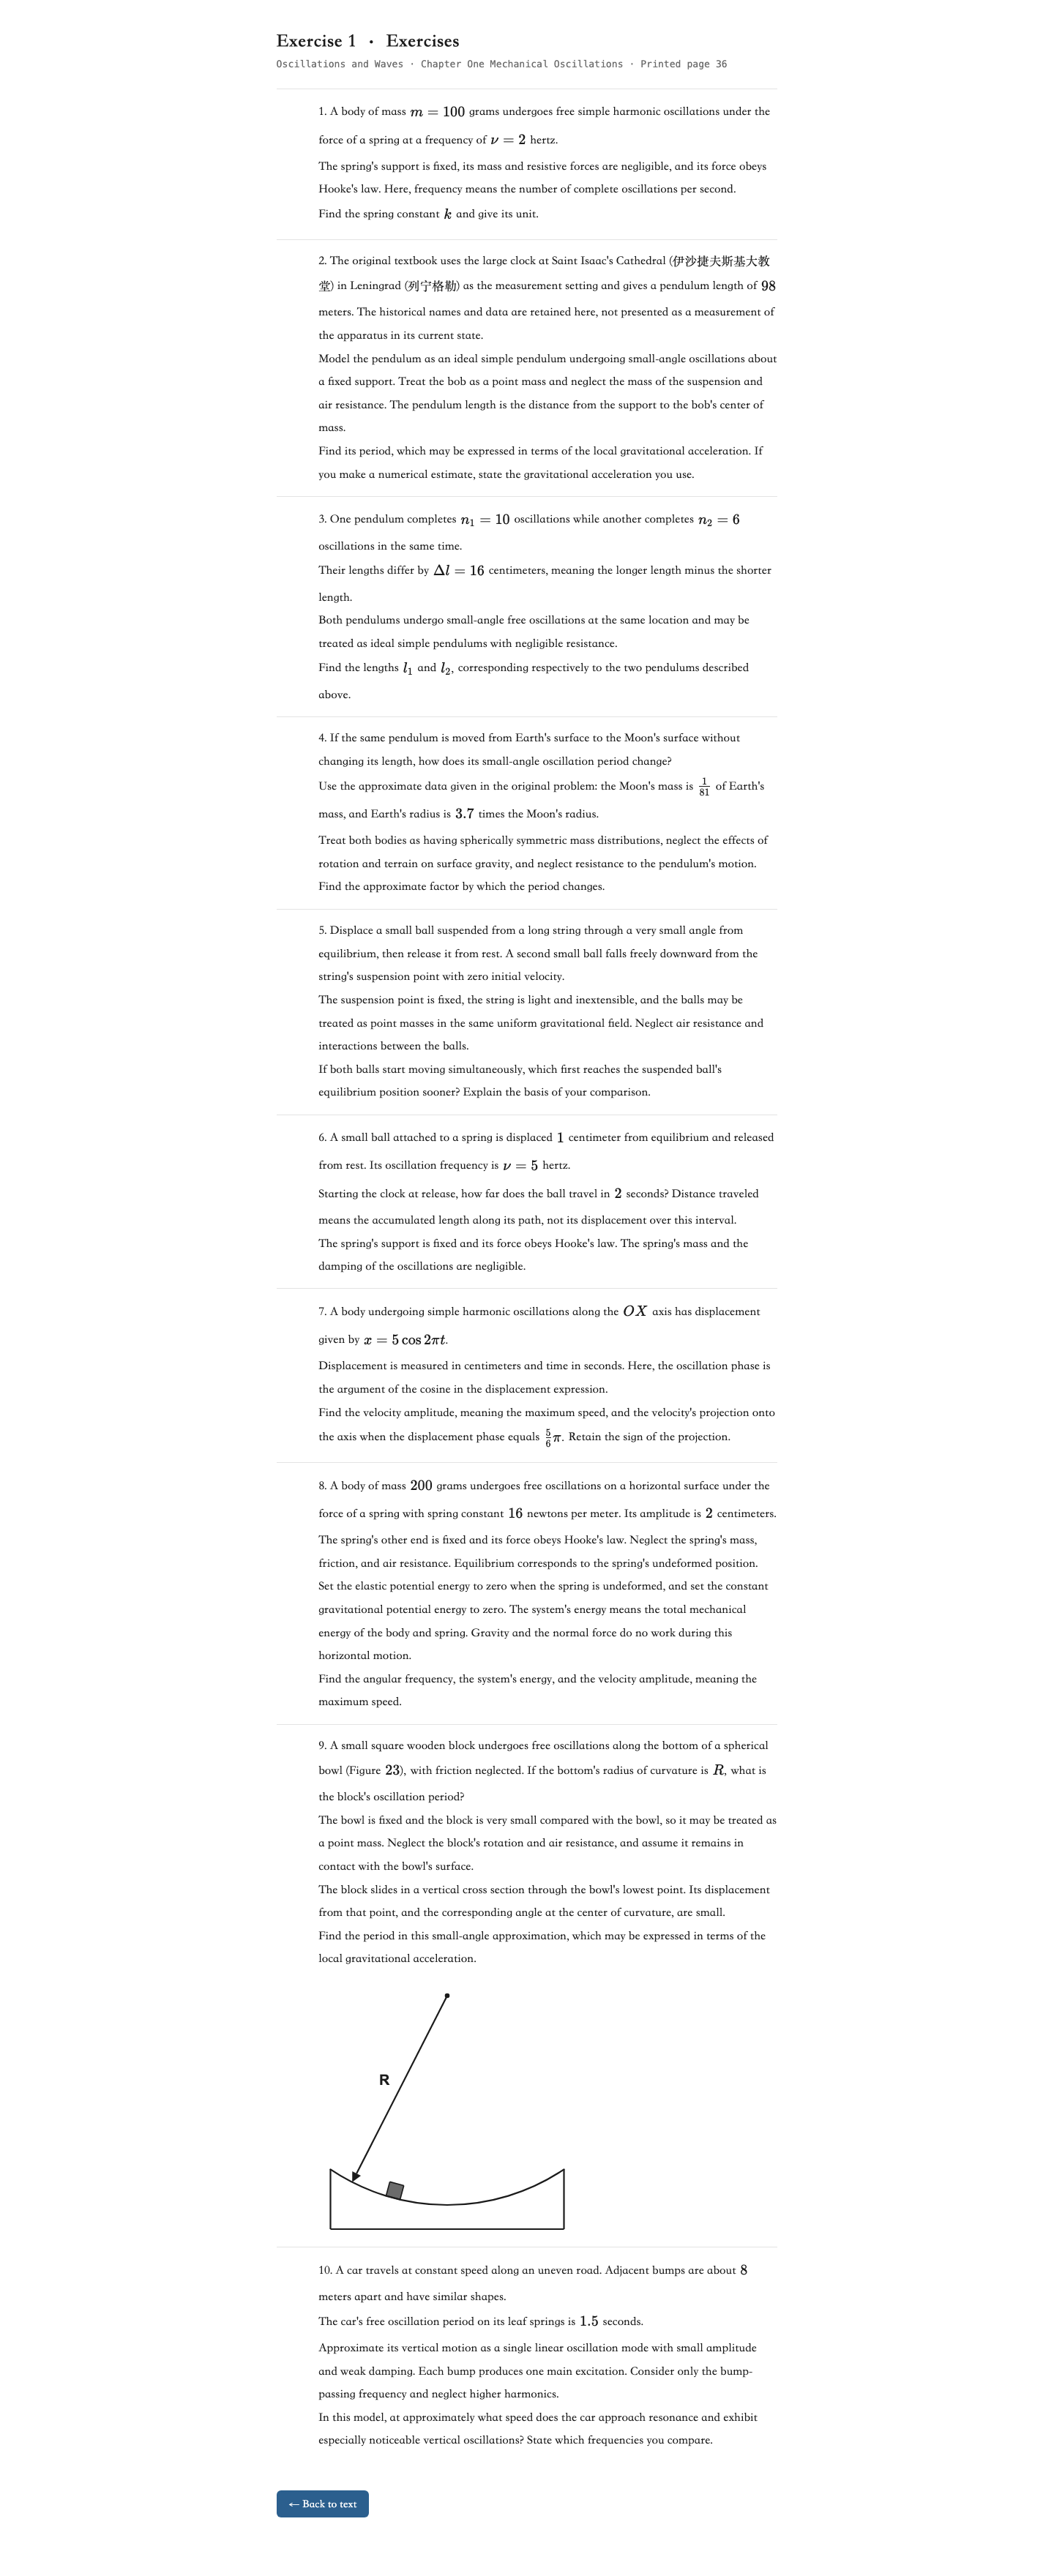 Exercise 1 · Exercises
Oscillations and Waves · Chapter One Mechanical Oscillations · Printed page 36
1. A body of mass m = 100 grams undergoes free simple harmonic oscillations under the
force of a spring at a frequency of ν = 2 hertz.
The spring's support is fixed, its mass and resistive forces are negligible, and its force obeys
Hooke's law. Here, frequency means the number of complete oscillations per second.
Find the spring constant k and give its unit.
2. The original textbook uses the large clock at Saint Isaac's Cathedral (伊沙捷夫斯基大教
堂) in Leningrad (列宁格勒) as the measurement setting and gives a pendulum length of 98
meters. The historical names and data are retained here, not presented as a measurement of
the apparatus in its current state.
Model the pendulum as an ideal simple pendulum undergoing small-angle oscillations about
a fixed support. Treat the bob as a point mass and neglect the mass of the suspension and
air resistance. The pendulum length is the distance from the support to the bob's center of
mass.
Find its period, which may be expressed in terms of the local gravitational acceleration. If
you make a numerical estimate, state the gravitational acceleration you use.
3. One pendulum completes n₁ = 10 oscillations while another completes n₂ = 6
oscillations in the same time.
Their lengths differ by Δl = 16 centimeters, meaning the longer length minus the shorter
length.
Both pendulums undergo small-angle free oscillations at the same location and may be
treated as ideal simple pendulums with negligible resistance.
Find the lengths l₁ and l₂, corresponding respectively to the two pendulums described
above.
4. If the same pendulum is moved from Earth's surface to the Moon's surface without
changing its length, how does its small-angle oscillation period change?
Use the approximate data given in the original problem: the Moon's mass is 1/81 of Earth's
mass, and Earth's radius is 3.7 times the Moon's radius.
Treat both bodies as having spherically symmetric mass distributions, neglect the effects of
rotation and terrain on surface gravity, and neglect resistance to the pendulum's motion.
Find the approximate factor by which the period changes.
5. Displace a small ball suspended from a long string through a very small angle from
equilibrium, then release it from rest. A second small ball falls freely downward from the
string's suspension point with zero initial velocity.
The suspension point is fixed, the string is light and inextensible, and the balls may be
treated as point masses in the same uniform gravitational field. Neglect air resistance and
interactions between the balls.
If both balls start moving simultaneously, which first reaches the suspended ball's
equilibrium position sooner? Explain the basis of your comparison.
6. A small ball attached to a spring is displaced 1 centimeter from equilibrium and released
from rest. Its oscillation frequency is ν = 5 hertz.
Starting the clock at release, how far does the ball travel in 2 seconds? Distance traveled
means the accumulated length along its path, not its displacement over this interval.
The spring's support is fixed and its force obeys Hooke's law. The spring's mass and the
damping of the oscillations are negligible.
7. A body undergoing simple harmonic oscillations along the OX axis has displacement
given by x = 5 cos 2πt.
Displacement is measured in centimeters and time in seconds. Here, the oscillation phase is
the argument of the cosine in the displacement expression.
Find the velocity amplitude, meaning the maximum speed, and the velocity's projection onto
the axis when the displacement phase equals 5/6 π. Retain the sign of the projection.
8. A body of mass 200 grams undergoes free oscillations on a horizontal surface under the
force of a spring with spring constant 16 newtons per meter. Its amplitude is 2 centimeters.
The spring's other end is fixed and its force obeys Hooke's law. Neglect the spring's mass,
friction, and air resistance. Equilibrium corresponds to the spring's undeformed position.
Set the elastic potential energy to zero when the spring is undeformed, and set the constant
gravitational potential energy to zero. The system's energy means the total mechanical
energy of the body and spring. Gravity and the normal force do no work during this
horizontal motion.
Find the angular frequency, the system's energy, and the velocity amplitude, meaning the
maximum speed.
9. A small square wooden block undergoes free oscillations along the bottom of a spherical
bowl (Figure 23), with friction neglected. If the bottom's radius of curvature is R, what is
the block's oscillation period?
The bowl is fixed and the block is very small compared with the bowl, so it may be treated as
a point mass. Neglect the block's rotation and air resistance, and assume it remains in
contact with the bowl's surface.
The block slides in a vertical cross section through the bowl's lowest point. Its displacement
from that point, and the corresponding angle at the center of curvature, are small.
Find the period in this small-angle approximation, which may be expressed in terms of the
local gravitational acceleration.
R
10. A car travels at constant speed along an uneven road. Adjacent bumps are about 8
meters apart and have similar shapes.
The car's free oscillation period on its leaf springs is 1.5 seconds.
Approximate its vertical motion as a single linear oscillation mode with small amplitude
and weak damping. Each bump produces one main excitation. Consider only the bump-
passing frequency and neglect higher harmonics.
In this model, at approximately what speed does the car approach resonance and exhibit
especially noticeable vertical oscillations? State which frequencies you compare.
← Back to text